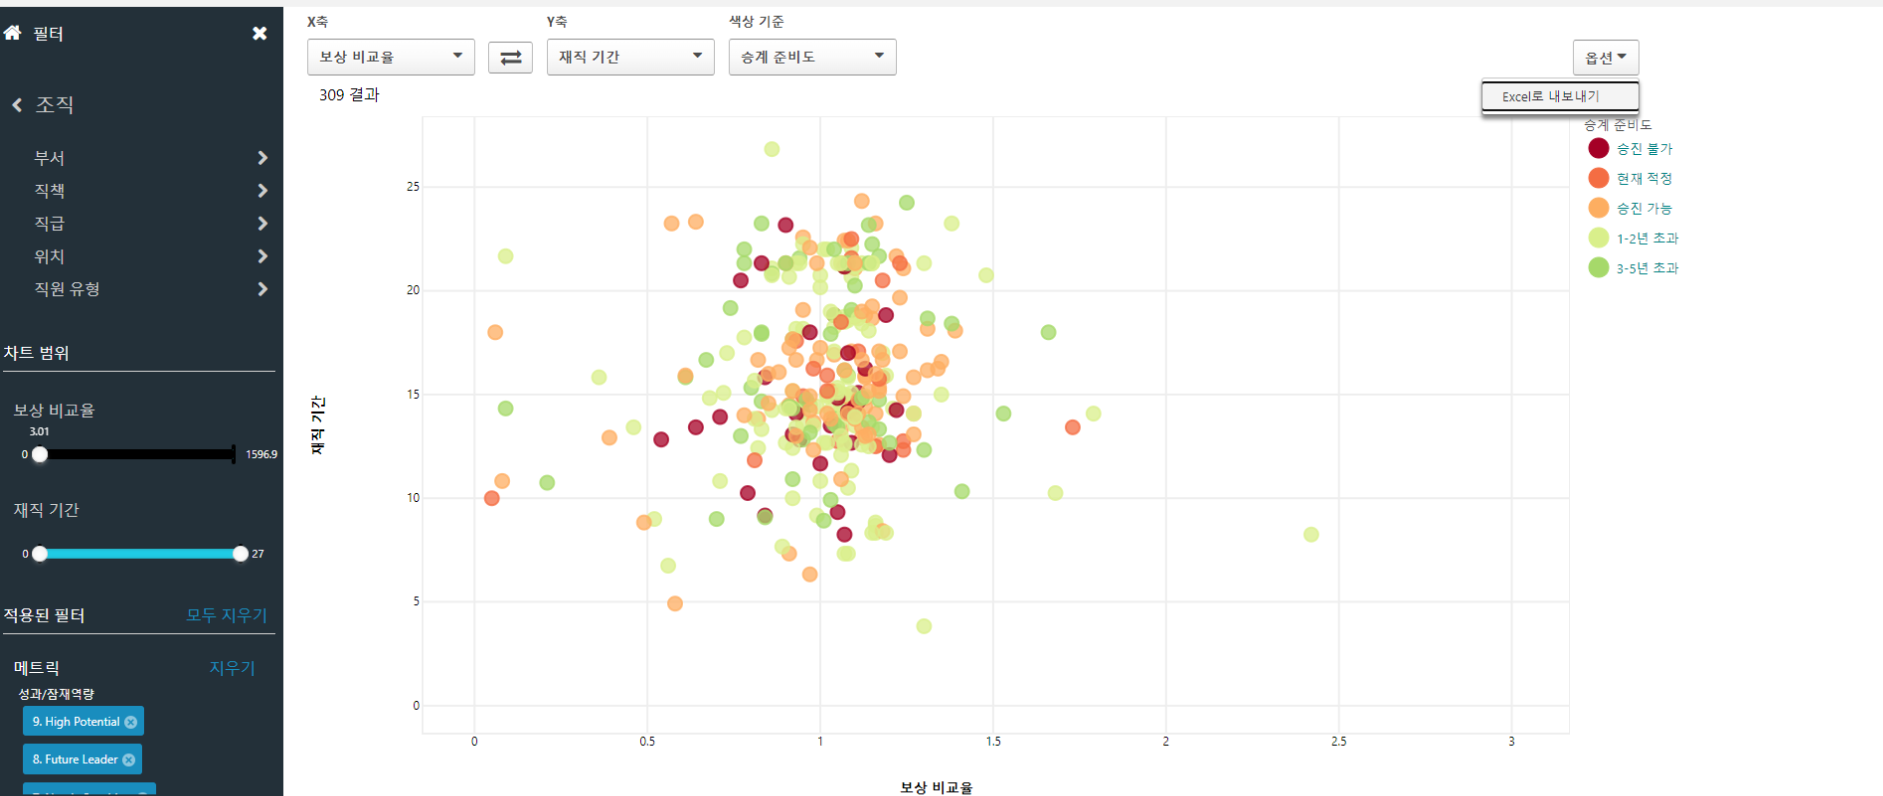 필터
조직
부서
직책
직급
위치
직원 유형
차트 범위
보상 비교율
3.01
0 1596.9
재직 기간
0 27
적용된 필터 모두 지우기
메트릭 지우기
성과/잠재역량
9. High Potential
8. Future Leader
X축 Y축 색상 기준
보상 비교율 재직 기간 승계 준비도
옵션
Excel로 내보내기
309 결과
승계 준비도
승진 불가
현재 적정
승진 가능
1-2년 초과
3-5년 초과
재직 기간
25
20
15
10
5
0
0 0.5 1 1.5 2 2.5 3
보상 비교율